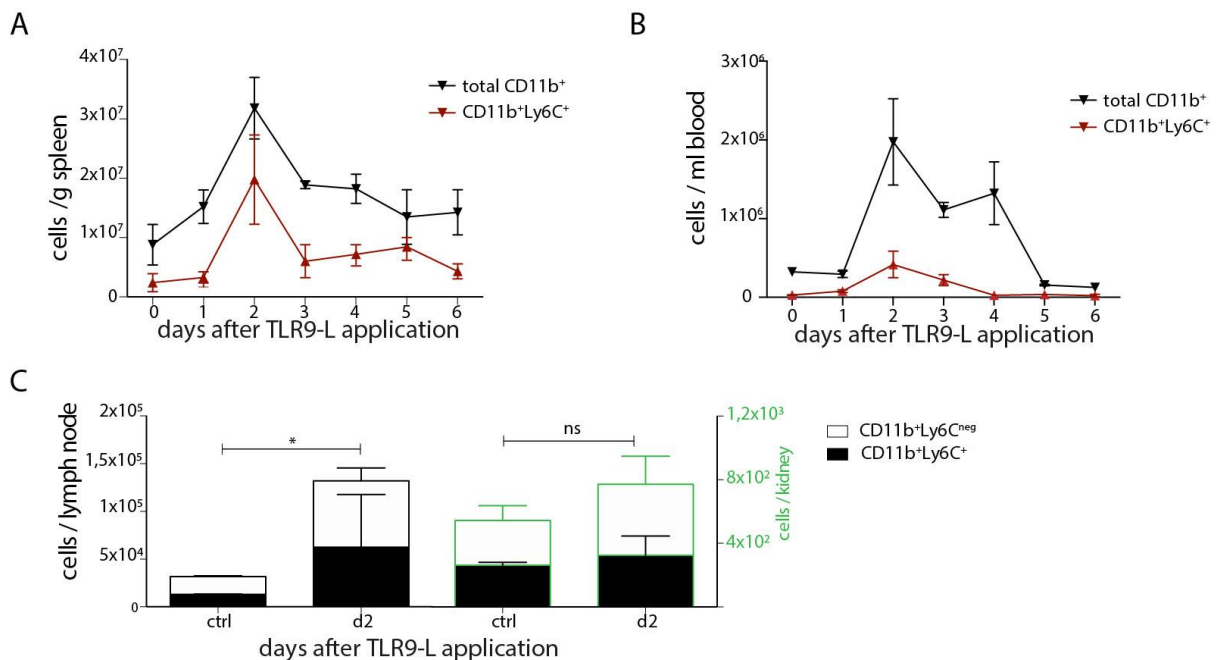 A
4x10⁷
3x10⁷
2x10⁷
1x10⁷
0
cells /g spleen
0 1 2 3 4 5 6
days after TLR9-L application
total CD11b⁺
CD11b⁺Ly6C⁺
B
3x10⁶
2x10⁶
1x10⁶
0
cells / ml blood
0 1 2 3 4 5 6
days after TLR9-L application
total CD11b⁺
CD11b⁺Ly6C⁺
C
2x10⁵
1,5x10⁵
1x10⁵
5x10⁴
0
cells / lymph node
* ns
ctrl d2 ctrl d2
days after TLR9-L application
1,2x10³
8x10²
4x10²
cells / kidney
CD11b⁺Ly6Cⁿᵉᵍ
CD11b⁺Ly6C⁺